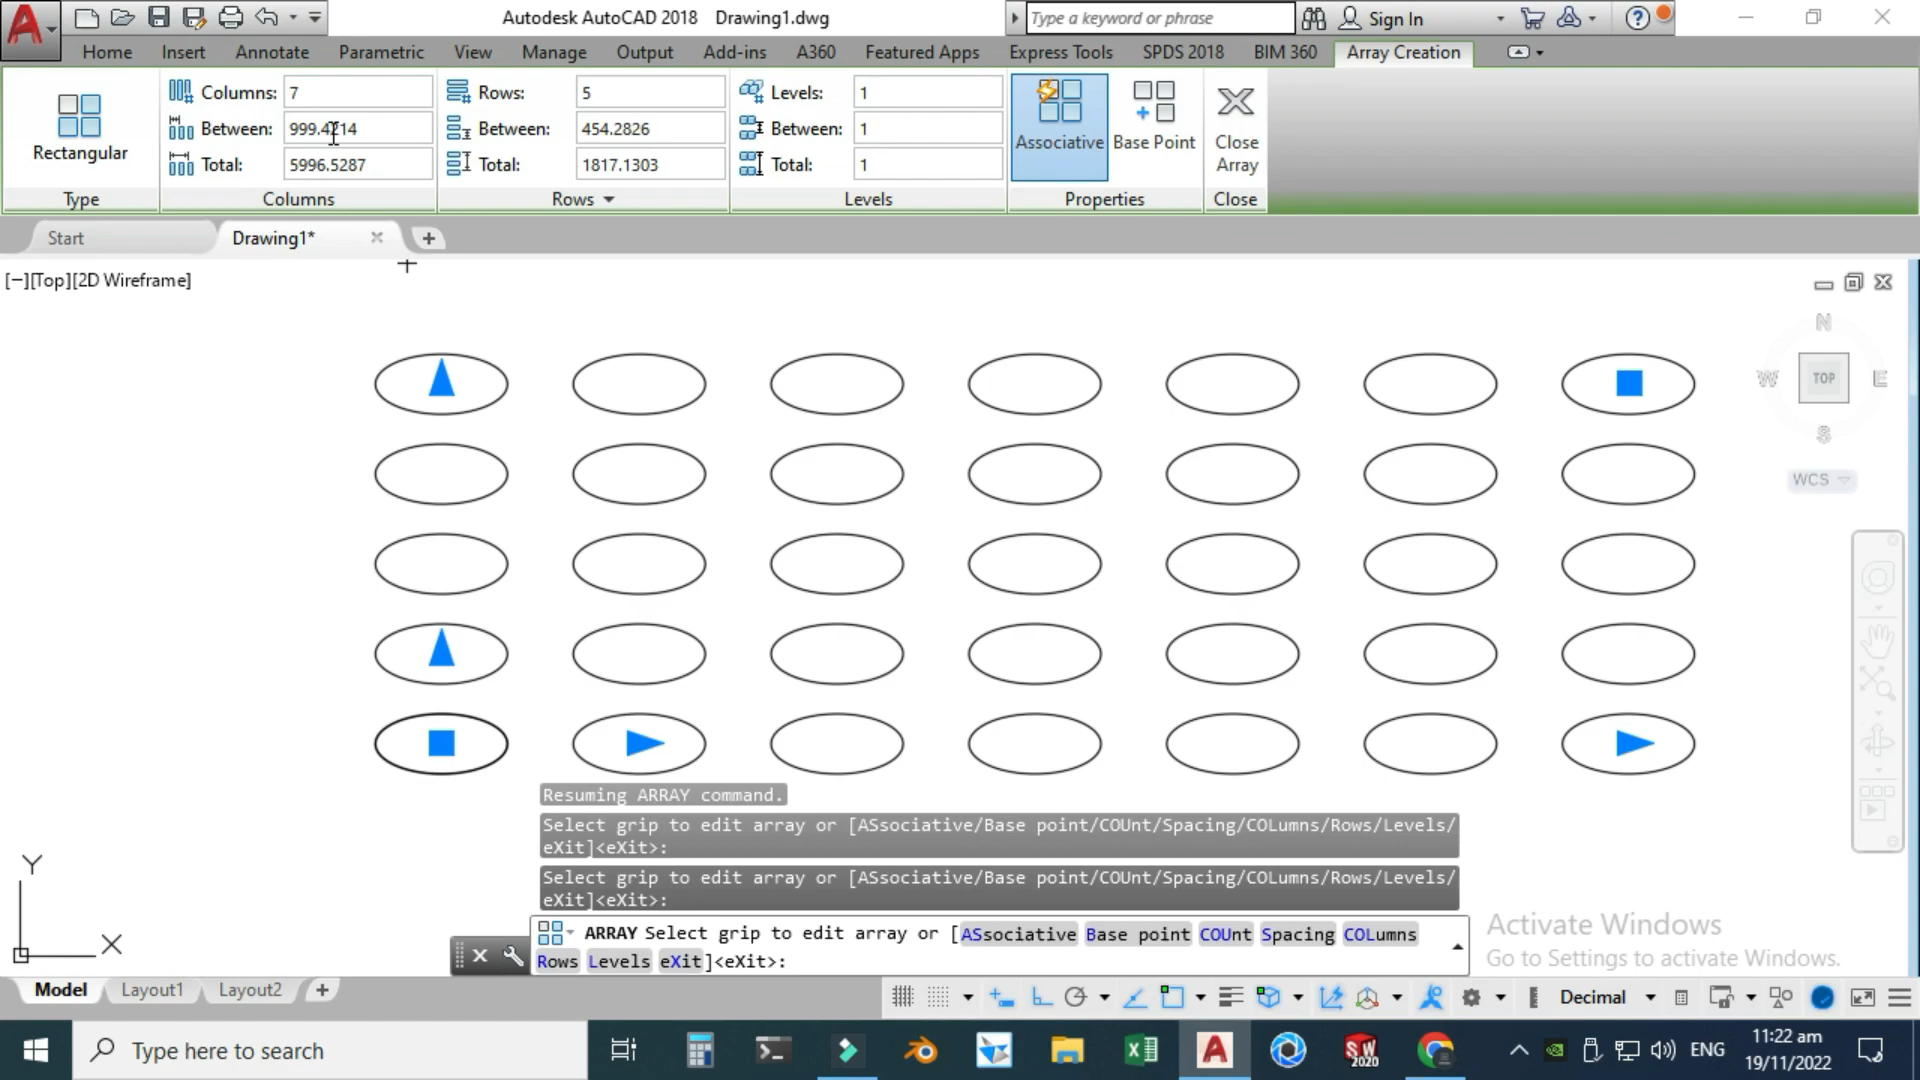 Autodesk AutoCAD 2018 Drawing1.dwg
Type a keyword or phrase
Sign In
Home Insert Annotate Parametric View Manage Output Add-ins A360 Featured Apps Express Tools SPDS 2018 BIM 360 Array Creation
Columns: 7 Rows: 5 Levels: 1
Between: Between: 454.2826 Between: 1
Total: 5996.5287 Total: 1817.1303 Total: 1
Rectangular
Associative Base Point Close
Array
Type Columns Rows Levels Properties Close
Start Drawing1*
[−][Top][2D Wireframe]
N
W TOP E
S
WCS
Resuming ARRAY command.
Select grip to edit array or [ASsociative/Base point/COUnt/Spacing/COLumns/Rows/Levels/
eXit]<eXit>:
Select grip to edit array or [ASsociative/Base point/COUnt/Spacing/COLumns/Rows/Levels/
eXit]<eXit>:
ARRAY Select grip to edit array or [ASsociative Base point COUnt Spacing COLumns
Rows Levels eXit]<eXit>:
Y
X
Activate Windows
Go to Settings to activate Windows.
Model Layout1 Layout2
Decimal
Type here to search
SW
2020
ENG
11:22 am
19/11/2022